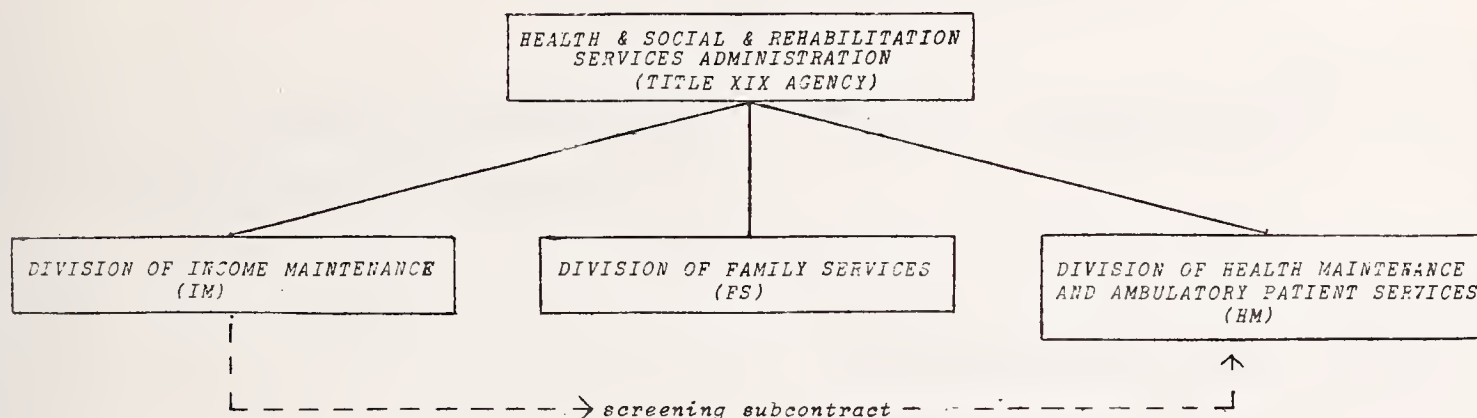 HEALTH & SOCIAL & REHABILITATION
SERVICES ADMINISTRATION
(TITLE XIX AGENCY)
DIVISION OF INCOME MAINTENANCE
(IM)
DIVISION OF FAMILY SERVICES
(FS)
DIVISION OF HEALTH MAINTENANCE
AND AMBULATORY PATIENT SERVICES
(HM)
screening subcontract